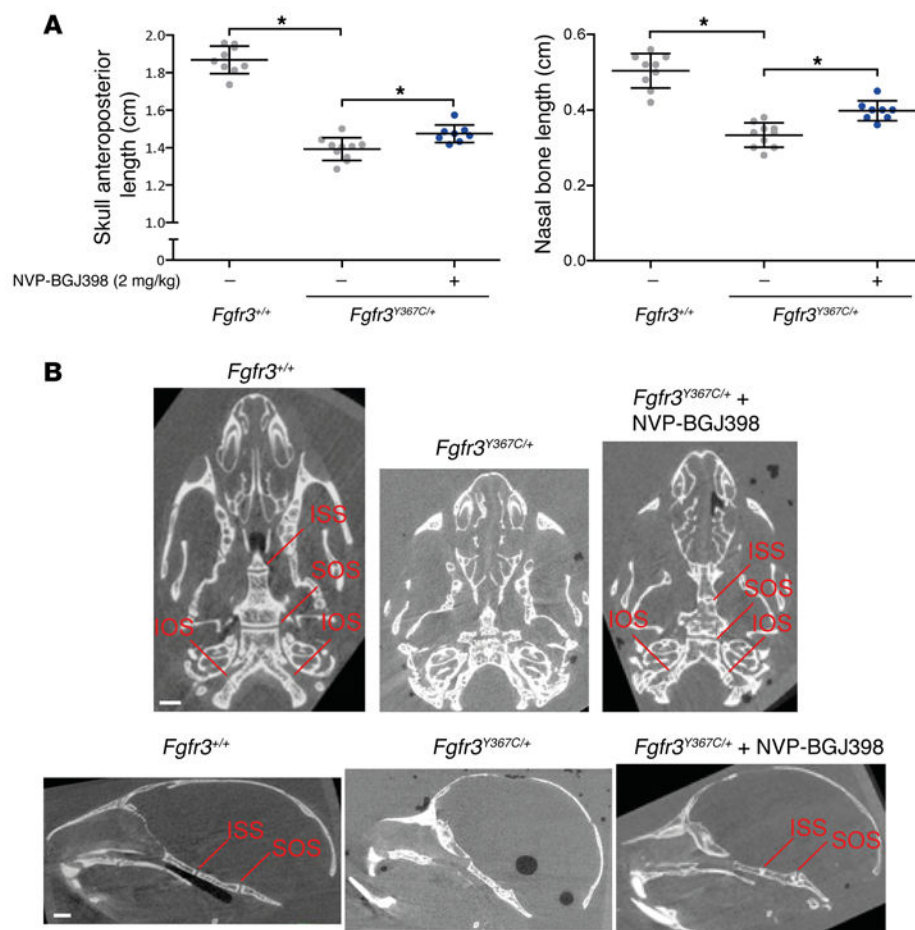 A
Skull anteroposterior
length (cm)
2.0
1.8
1.6
1.4
1.2
1.0
0
*
*
NVP-BGJ398 (2 mg/kg)
– – +
Fgfr3+/+
Fgfr3Y367C/+
Nasal bone length (cm)
0.6
0.4
0.2
0.0
*
*
– – +
Fgfr3+/+
Fgfr3Y367C/+
B
Fgfr3+/+
Fgfr3Y367C/+
Fgfr3Y367C/+ +
NVP-BGJ398
ISS
SOS
IOS
IOS
ISS
SOS
IOS
IOS
Fgfr3+/+
Fgfr3Y367C/+
Fgfr3Y367C/+ + NVP-BGJ398
ISS
SOS
ISS
SOS